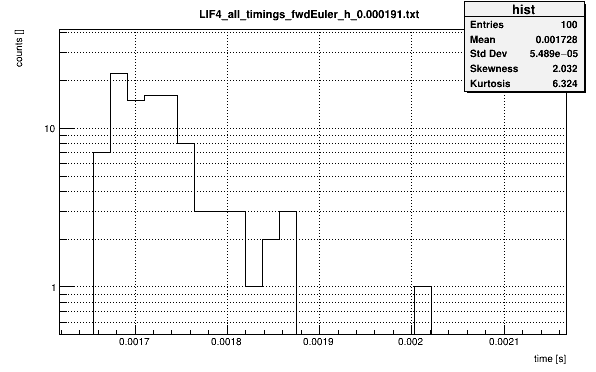 LIF4_all_timings_fwdEuler_h_0.000191.txt
hist
Entries 100
Mean 0.001728
Std Dev 5.489e−05
Skewness 2.032
Kurtosis 6.324
counts []
10
1
0.0017 0.0018 0.0019 0.002 0.0021
time [s]